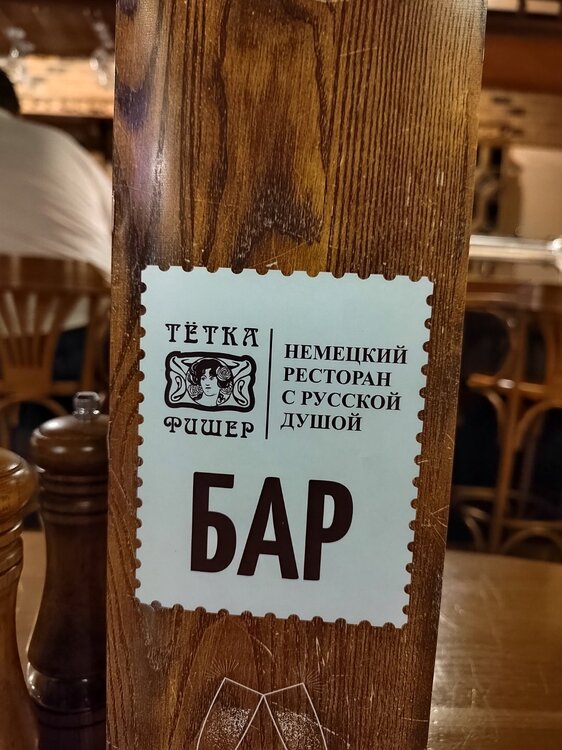 ТЁТКА
ФИШЕР
НЕМЕЦКИЙ
РЕСТОРАН
С РУССКОЙ
ДУШОЙ
БАР